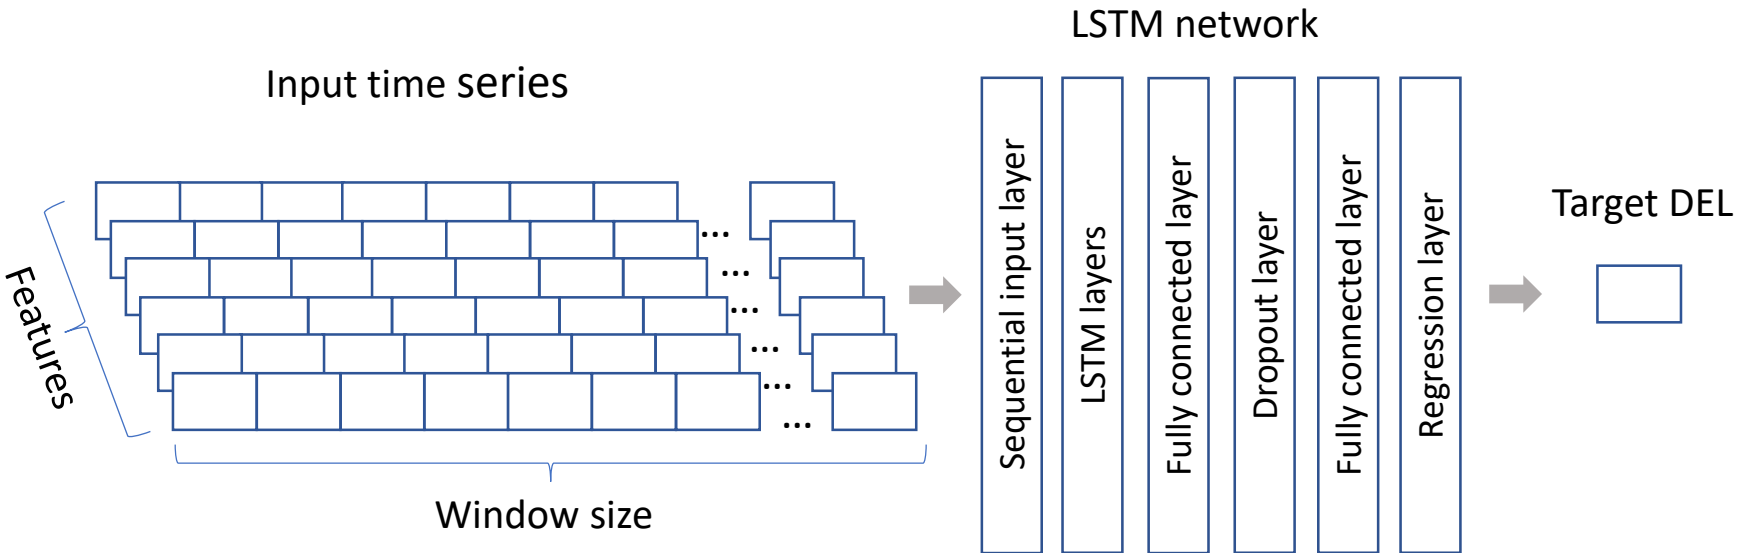 LSTM network
Input time series
Features
...
...
...
...
...
...
...
Window size
Sequential input layer
LSTM layers
Fully connected layer
Dropout layer
Fully connected layer
Regression layer
Target DEL